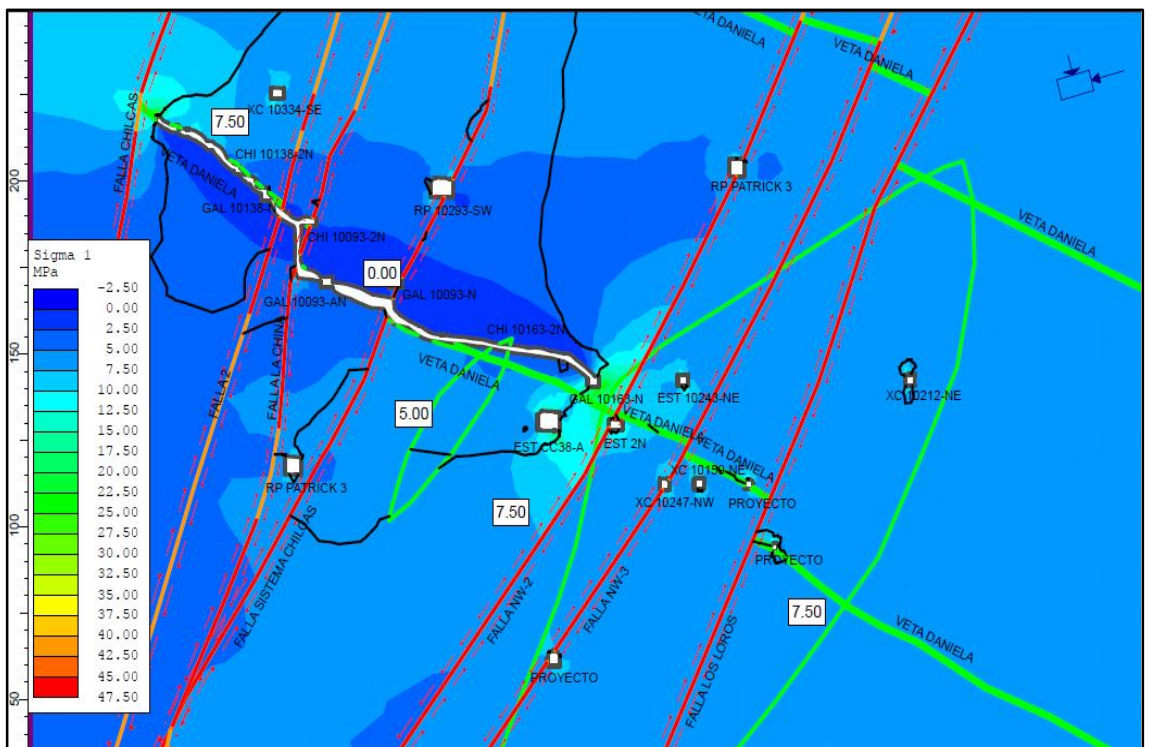 VETA DANIELA
VETA DANIELA
XC 10334-SE
7.50
FALLA CHILCAS
CHI 10138-2N
VETA DANIELA
GAL 10138-N
RP 10293-SW
RP PATRICK 3
CHI 10093-2N
VETA DANIELA
200
Sigma 1
MPa
-2.50
0.00
2.50
5.00
7.50
10.00
12.50
15.00
17.50
20.00
22.50
25.00
27.50
30.00
32.50
35.00
37.50
40.00
42.50
45.00
47.50
0.00
GAL 10093-AN
GAL 10093-N
CHI 10163-2N
150
FALLA 2
FALLA LA CHINA
VETA DANIELA
GAL 10163-N
EST 10243-NE
XC 10212-NE
5.00
EST CC38-A
EST 2N
VETA DANIELA
VETA DANIELA
XC 10150-NE
RP PATRICK 3
XC 10247-NW
PROYECTO
7.50
100
FALLA SISTEMA CHILCAS
PROYECTO
FALLA NW-2
FALLA NW-3
7.50
FALLA LOS LOROS
VETA DANIELA
PROYECTO
50